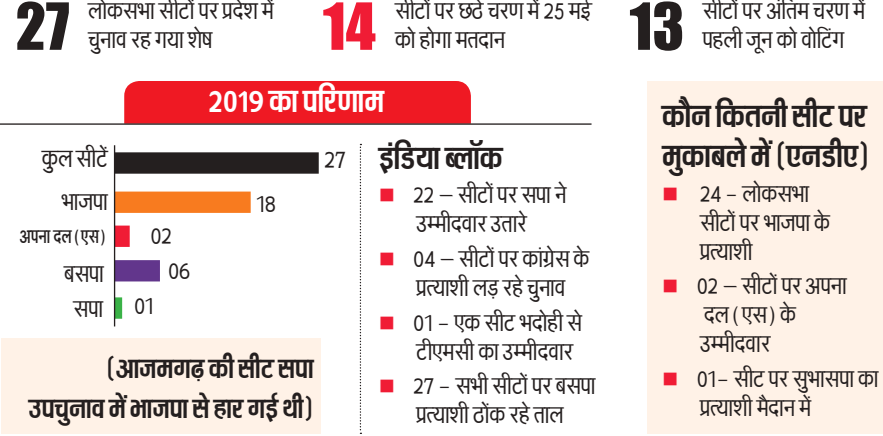 27
लोकसभा सीटों पर प्रदेश में
चुनाव रह गया शेष
14
सीटों पर छठे चरण में 25 मई
को होगा मतदान
13
सीटों पर अंतिम चरण में
पहली जून को वोटिंग
2019 का परिणाम
कुल सीटें 27
भाजपा 18
अपना दल (एस) 02
बसपा 06
सपा 01
(आजमगढ़ की सीट सपा
उपचुनाव में भाजपा से हार गई थी)
इंडिया ब्लॉक
22 – सीटों पर सपा ने
उम्मीदवार उतारे
04 – सीटों पर कांग्रेस के
प्रत्याशी लड़ रहे चुनाव
01 – एक सीट भदोही से
टीएमसी का उम्मीदवार
27 – सभी सीटों पर बसपा
प्रत्याशी ठोंक रहे ताल
कौन कितनी सीट पर
मुकाबले में (एनडीए)
24 – लोकसभा
सीटों पर भाजपा के
प्रत्याशी
02 – सीटों पर अपना
दल (एस) के
उम्मीदवार
01– सीट पर सुभासपा का
प्रत्याशी मैदान में